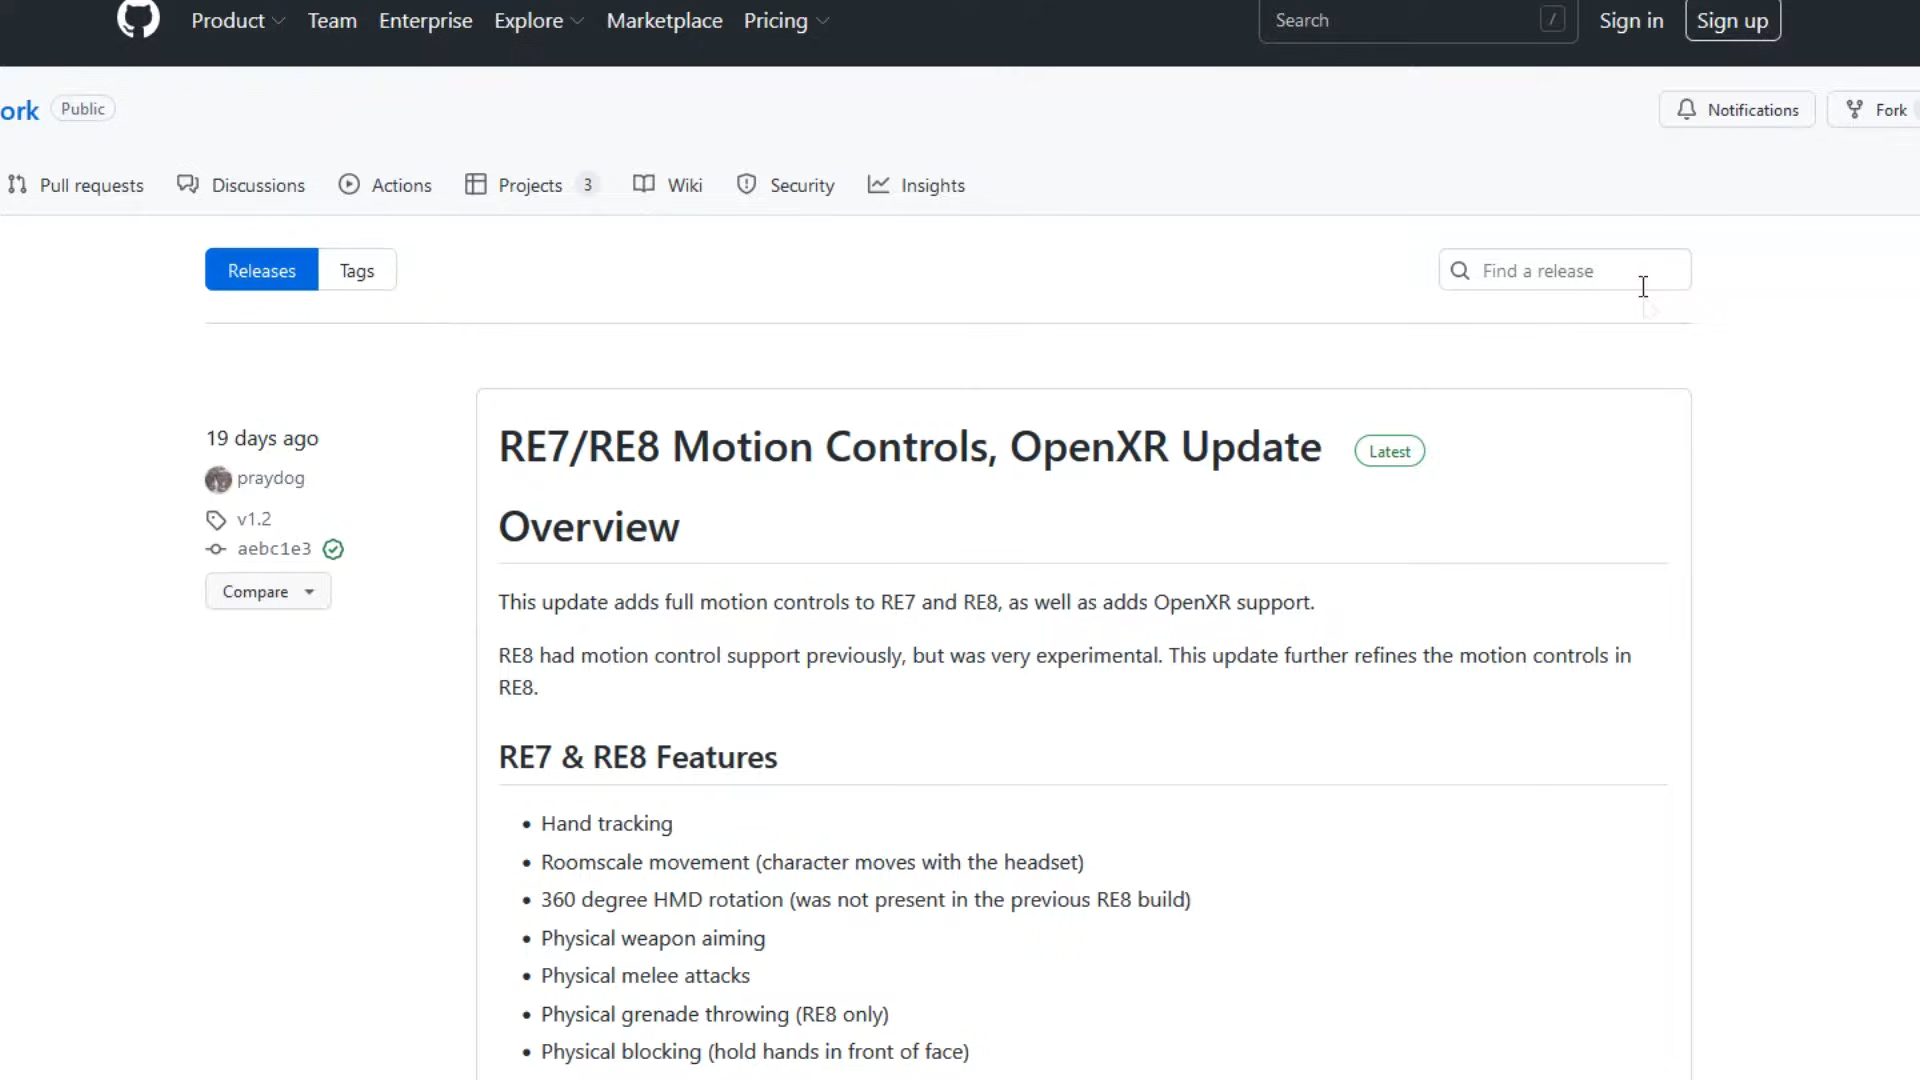 Product Team Enterprise Explore Marketplace Pricing Search / Sign in Sign up
ork Public Notifications Fork
Pull requests Discussions Actions Projects 3 Wiki Security Insights
Releases Tags Find a release
19 days ago
praydog
v1.2
aebc1e3
Compare
RE7/RE8 Motion Controls, OpenXR Update Latest
Overview
This update adds full motion controls to RE7 and RE8, as well as adds OpenXR support.
RE8 had motion control support previously, but was very experimental. This update further refines the motion controls in
RE8.
RE7 & RE8 Features
• Hand tracking
• Roomscale movement (character moves with the headset)
• 360 degree HMD rotation (was not present in the previous RE8 build)
• Physical weapon aiming
• Physical melee attacks
• Physical grenade throwing (RE8 only)
• Physical blocking (hold hands in front of face)